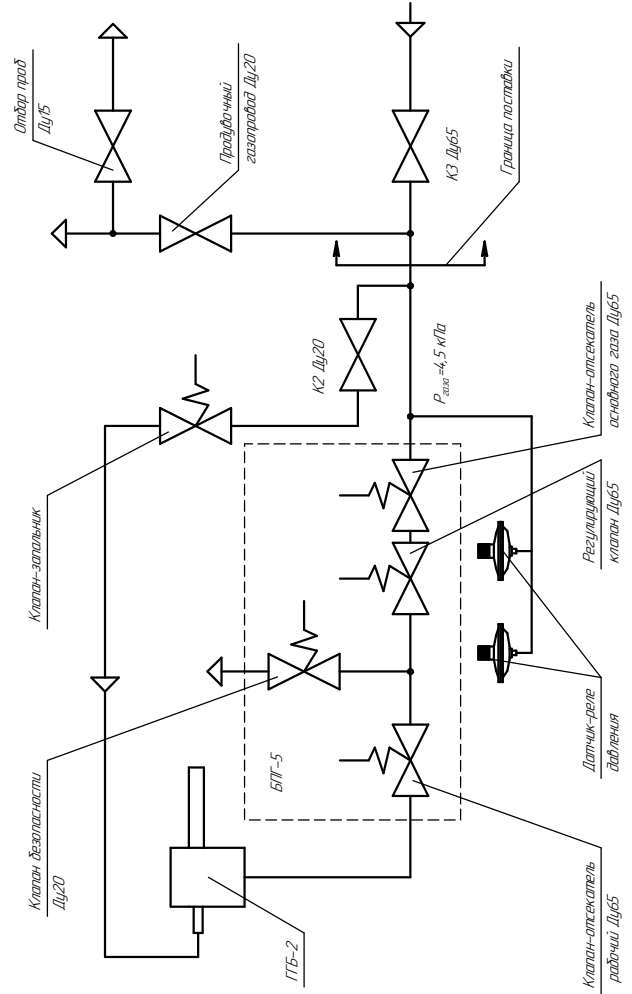 Клапан безопасности
Ду20
Клапан-запальник
Отбор проб
Ду15
Продувочный
газопровод Ду20
ГГБ-2
БПГ-5
К2 Ду20
К3 Ду65
Pгаза=4,5 кПа
Граница поставки
Клапан-отсекатель
рабочий Ду65
Датчик-реле
давления
Регулирующий
клапан Ду65
Клапан-отсекатель
основного газа Ду65